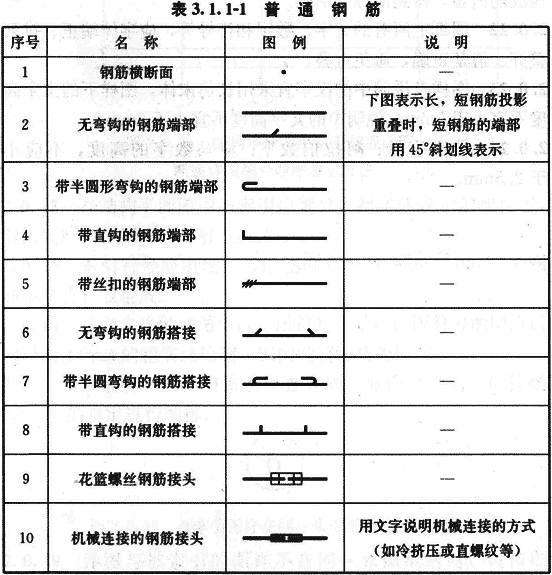 表3.1.1-1 普通钢筋
序号 名称 图例 说明
1 钢筋横断面 —
2 无弯钩的钢筋端部 下图表示长，短钢筋投影
重叠时，短钢筋的端部
用45°斜划线表示
3 带半圆形弯钩的钢筋端部 —
4 带直钩的钢筋端部 —
5 带丝扣的钢筋端部 —
6 无弯钩的钢筋搭接 —
7 带半圆弯钩的钢筋搭接 —
8 带直钩的钢筋搭接 —
9 花篮螺丝钢筋接头 —
10 机械连接的钢筋接头 用文字说明机械连接的方式
（如冷挤压或直螺纹等）